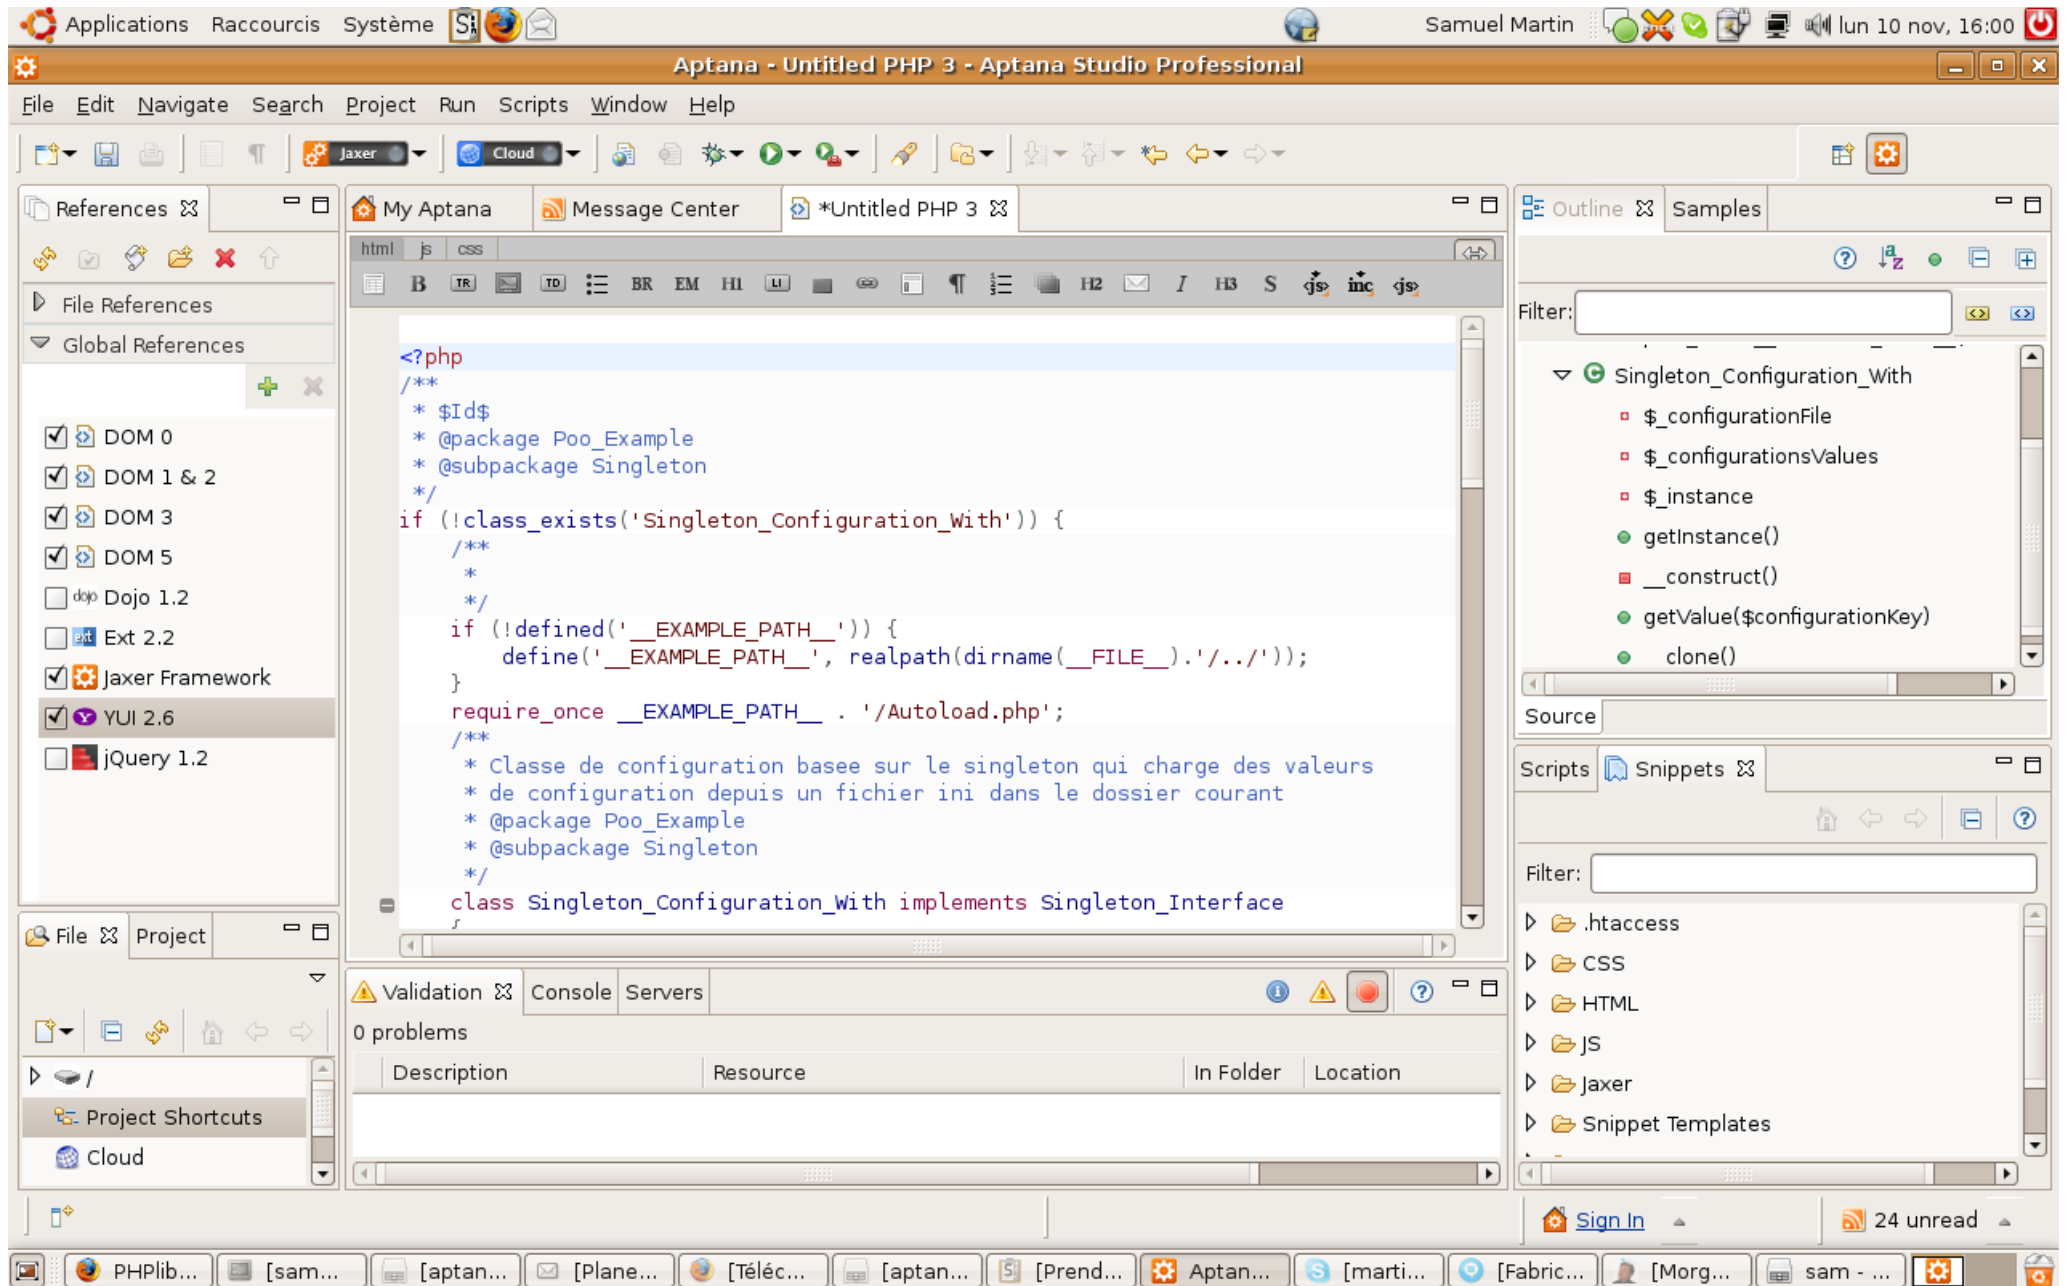 Applications Raccourcis Système
Samuel Martin lun 10 nov, 16:00
Aptana - Untitled PHP 3 - Aptana Studio Professional
File Edit Navigate Search Project Run Scripts Window Help
Jaxer Cloud
References
File References
Global References
DOM 0
DOM 1 & 2
DOM 3
DOM 5
dojo Dojo 1.2
ext Ext 2.2
Jaxer Framework
YUI 2.6
jQuery 1.2
File Project
/
Project Shortcuts
Cloud
My Aptana Message Center *Untitled PHP 3
html js css
B TR TD BR EM H1 LI ¶ H2 I H3 S <js> inc <js>
<?php
/**
 * $Id$
 * @package Poo_Example
 * @subpackage Singleton
 */
if (!class_exists('Singleton_Configuration_With')) {
    /**
     *
     */
    if (!defined('__EXAMPLE_PATH__')) {
        define('__EXAMPLE_PATH__', realpath(dirname(__FILE__).'/../'));
    }
    require_once __EXAMPLE_PATH__ . '/Autoload.php';
    /**
     * Classe de configuration basee sur le singleton qui charge des valeurs
     * de configuration depuis un fichier ini dans le dossier courant
     * @package Poo_Example
     * @subpackage Singleton
     */
    class Singleton_Configuration_With implements Singleton_Interface
    {
Validation Console Servers
0 problems
Description Resource In Folder Location
Outline Samples
Filter:
Singleton_Configuration_With
$_configurationFile
$_configurationsValues
$_instance
getInstance()
__construct()
getValue($configurationKey)
__clone()
Source
Scripts Snippets
Filter:
.htaccess
CSS
HTML
JS
Jaxer
Snippet Templates
Sign In 24 unread
PHPlib... [sam... [aptan... [Plane... [Téléc... [aptan... [Prend... Aptan... [marti... [Fabric... [Morg... sam - ...